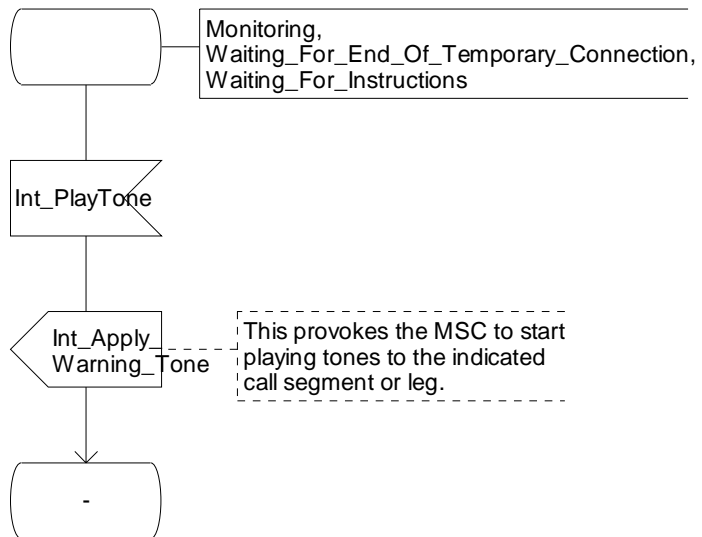 Monitoring,
Waiting_For_End_Of_Temporary_Connection,
Waiting_For_Instructions
Int_PlayTone
Int_Apply_
Warning_Tone
This provokes the MSC to start
playing tones to the indicated
call segment or leg.
-